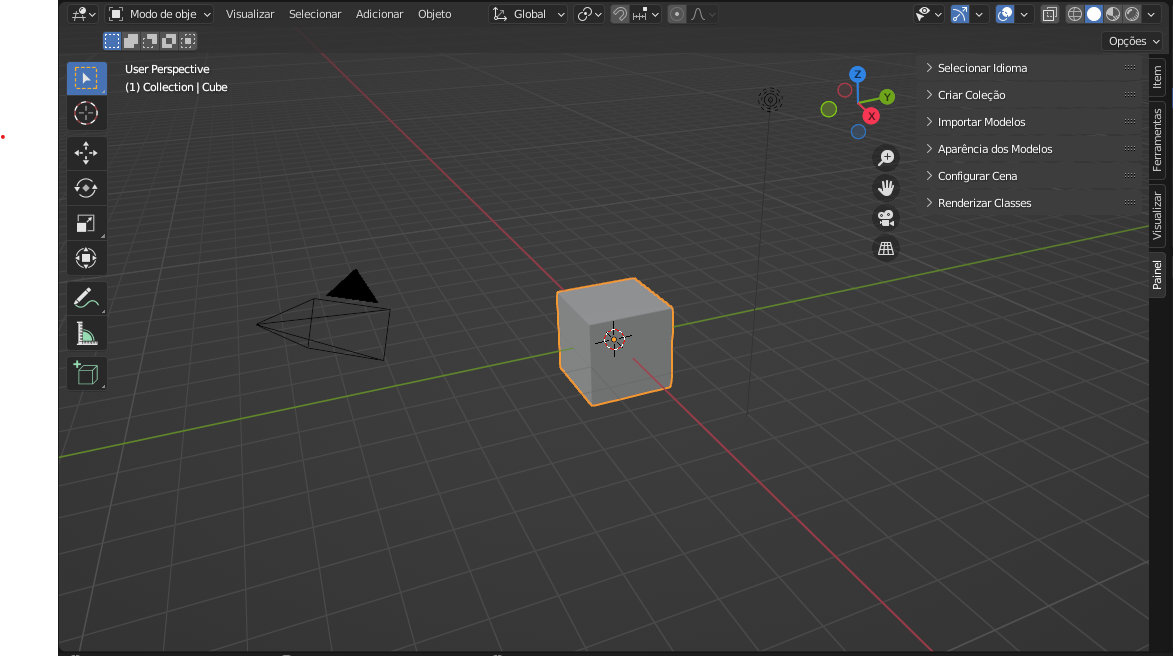 Modo de obje Visualizar Selecionar Adicionar Objeto Global
Opções
User Perspective
(1) Collection | Cube
Z
Y
X
Selecionar Idioma
Criar Coleção
Importar Modelos
Aparência dos Modelos
Configurar Cena
Renderizar Classes
Item
Ferramentas
Visualizar
Painel